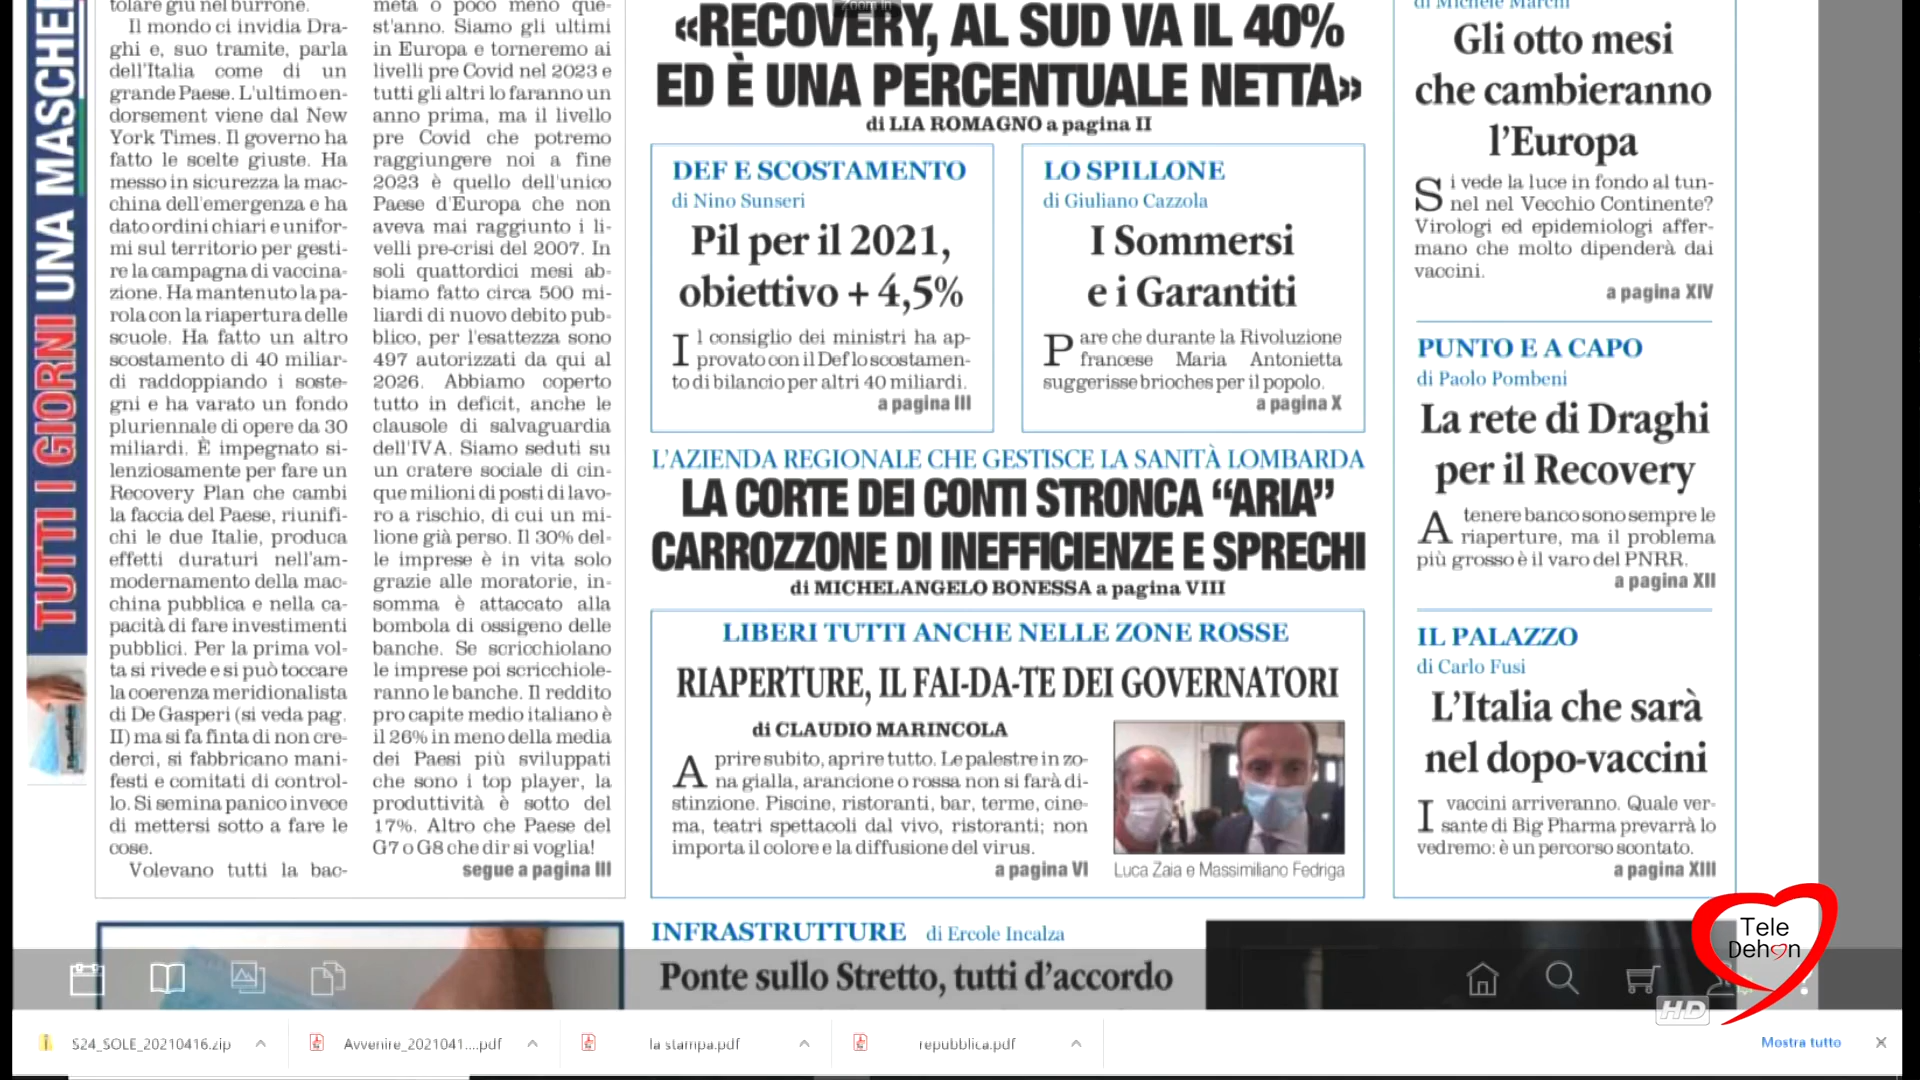 TUTTI I GIORNI UNA MASCHER
tolare giù nel burrone.
Il mondo ci invidia Dra-
ghi e, suo tramite, parla
dell'Italia come di un
grande Paese. L'ultimo en-
dorsement viene dal New
York Times. Il governo ha
fatto le scelte giuste. Ha
messo in sicurezza la mac-
china dell'emergenza e ha
dato ordini chiari e unifor-
mi sul territorio per gesti-
re la campagna di vaccina-
zione. Ha mantenuto la pa-
rola con la riapertura delle
scuole. Ha fatto un altro
scostamento di 40 miliar-
di raddoppiando i soste-
gni e ha varato un fondo
pluriennale di opere da 30
miliardi. È impegnato si-
lenziosamente per fare un
Recovery Plan che cambi
la faccia del Paese, riunifi-
chi le due Italie, produca
effetti duraturi nell'am-
modernamento della mac-
china pubblica e nella ca-
pacità di fare investimenti
pubblici. Per la prima vol-
ta si rivede e si può toccare
la coerenza meridionalista
di De Gasperi (si veda pag.
II) ma si fa finta di non cre-
derci, si fabbricano mani-
festi e comitati di control-
lo. Si semina panico invece
di mettersi sotto a fare le
cose.
Volevano tutti la bac-
metà o poco meno que-
st'anno. Siamo gli ultimi
in Europa e torneremo ai
livelli pre Covid nel 2023 e
tutti gli altri lo faranno un
anno prima, ma il livello
pre Covid che potremo
raggiungere noi a fine
2023 è quello dell'unico
Paese d'Europa che non
aveva mai raggiunto i li-
velli pre-crisi del 2007. In
soli quattordici mesi ab-
biamo fatto circa 500 mi-
liardi di nuovo debito pub-
blico, per l'esattezza sono
497 autorizzati da qui al
2026. Abbiamo coperto
tutto in deficit, anche le
clausole di salvaguardia
dell'IVA. Siamo seduti su
un cratere sociale di cin-
que milioni di posti di lavo-
ro a rischio, di cui un mi-
lione già perso. Il 30% del-
le imprese è in vita solo
grazie alle moratorie, in-
somma è attaccato alla
bombola di ossigeno delle
banche. Se scricchiolano
le imprese poi scricchiole-
ranno le banche. Il reddito
pro capite medio italiano è
il 26% in meno della media
dei Paesi più sviluppati
che sono i top player, la
produttività è sotto del
17%. Altro che Paese del
G7 o G8 che dir si voglia!
segue a pagina III
Zoom in
«RECOVERY, AL SUD VA IL 40%
ED È UNA PERCENTUALE NETTA»
di LIA ROMAGNO a pagina II
DEF E SCOSTAMENTO
di Nino Sunseri
Pil per il 2021,
obiettivo + 4,5%
Il consiglio dei ministri ha ap-
provato con il Def lo scostamen-
to di bilancio per altri 40 miliardi.
a pagina III
LO SPILLONE
di Giuliano Cazzola
I Sommersi
e i Garantiti
Pare che durante la Rivoluzione
francese Maria Antonietta
suggerisse brioches per il popolo.
a pagina X
L'AZIENDA REGIONALE CHE GESTISCE LA SANITÀ LOMBARDA
LA CORTE DEI CONTI STRONCA “ARIA”
CARROZZONE DI INEFFICIENZE E SPRECHI
di MICHELANGELO BONESSA a pagina VIII
LIBERI TUTTI ANCHE NELLE ZONE ROSSE
RIAPERTURE, IL FAI-DA-TE DEI GOVERNATORI
di CLAUDIO MARINCOLA
Aprire subito, aprire tutto. Le palestre in zo-
na gialla, arancione o rossa non si farà di-
stinzione. Piscine, ristoranti, bar, terme, cine-
ma, teatri spettacoli dal vivo, ristoranti; non
importa il colore e la diffusione del virus.
a pagina VI
Luca Zaia e Massimiliano Fedriga
di Michele Marchi
Gli otto mesi
che cambieranno
l'Europa
Si vede la luce in fondo al tun-
nel nel Vecchio Continente?
Virologi ed epidemiologi affer-
mano che molto dipenderà dai
vaccini.
a pagina XIV
PUNTO E A CAPO
di Paolo Pombeni
La rete di Draghi
per il Recovery
A tenere banco sono sempre le
riaperture, ma il problema
più grosso è il varo del PNRR.
a pagina XII
IL PALAZZO
di Carlo Fusi
L'Italia che sarà
nel dopo-vaccini
I vaccini arriveranno. Quale ver-
sante di Big Pharma prevarrà lo
vedremo: è un percorso scontato.
a pagina XIII
INFRASTRUTTURE di Ercole Incalza
Ponte sullo Stretto, tutti d'accordo
Tele
Dehon
HD
S24_SOLE_20210416.zip
Avvenire_2021041....pdf
la stampa.pdf
repubblica.pdf
Mostra tutto